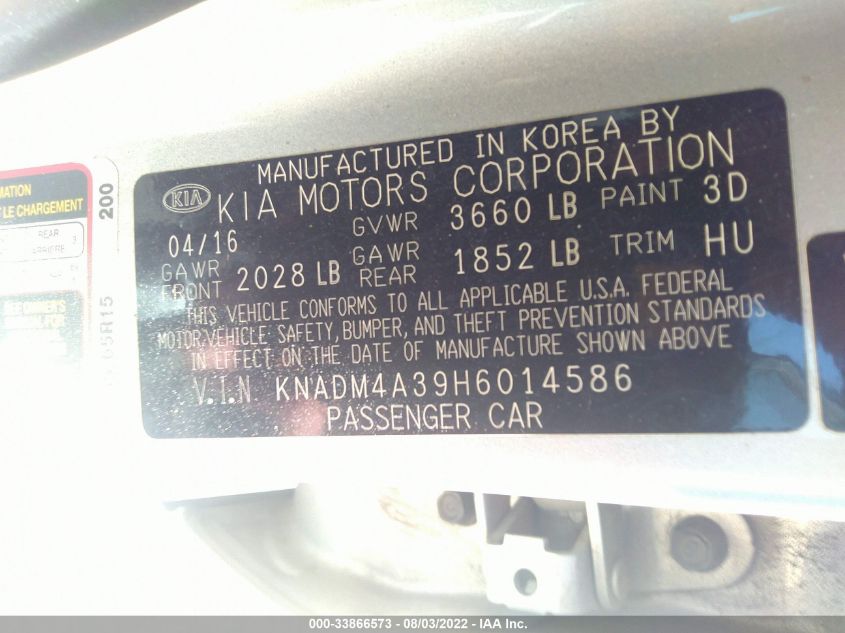 MANUFACTURED IN KOREA BY
KIA KIA MOTORS CORPORATION
04/16 GVWR 3660 LB PAINT 3D
GAWR FRONT 2028 LB GAWR REAR 1852 LB TRIM HU
THIS VEHICLE CONFORMS TO ALL APPLICABLE U.S.A. FEDERAL
MOTOR VEHICLE SAFETY, BUMPER, AND THEFT PREVENTION STANDARDS
IN EFFECT ON THE DATE OF MANUFACTURE SHOWN ABOVE
V.I.N KNADM4A39H6014586
PASSENGER CAR
LE CHARGEMENT
REAR 3
ARRIERE
200
5R15
000-33866573 - 08/03/2022 - IAA Inc.